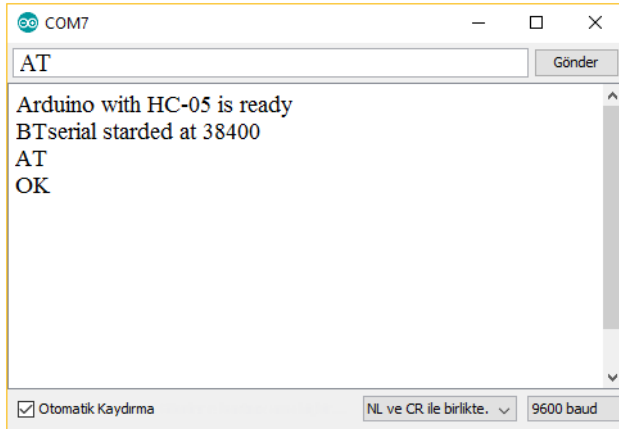 COM7
AT
Gönder
Arduino with HC-05 is ready
BTserial starded at 38400
AT
OK
Otomatik Kaydırma
NL ve CR ile birlikte.
9600 baud